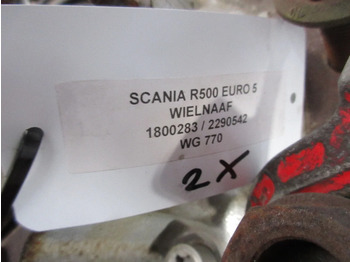 SCANIA R500 EURO 5
WIELNAAF
1800283 / 2290542
WG 770
2X